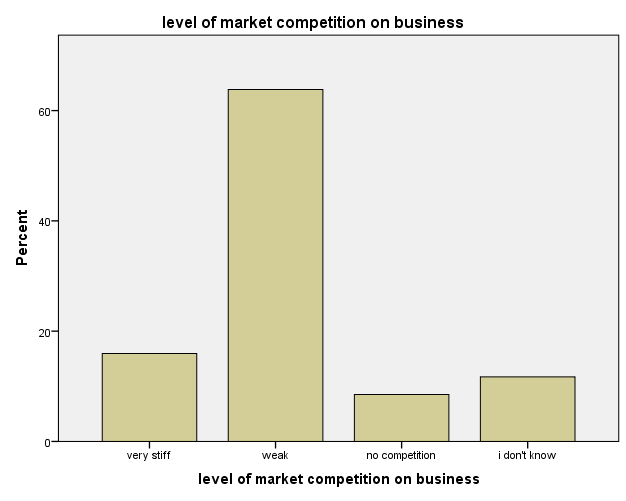 level of market competition on business
Percent
60
40
20
0
very stiff
weak
no competition
i don't know
level of market competition on business